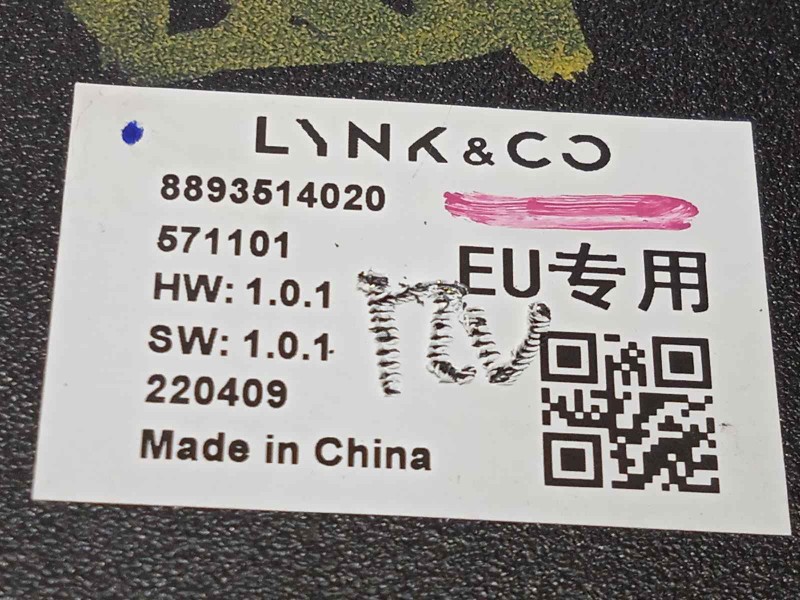 LYNK & CO
8893514020
571101
EU专用
HW: 1.0.1
SW: 1.0.1
220409
Made in China